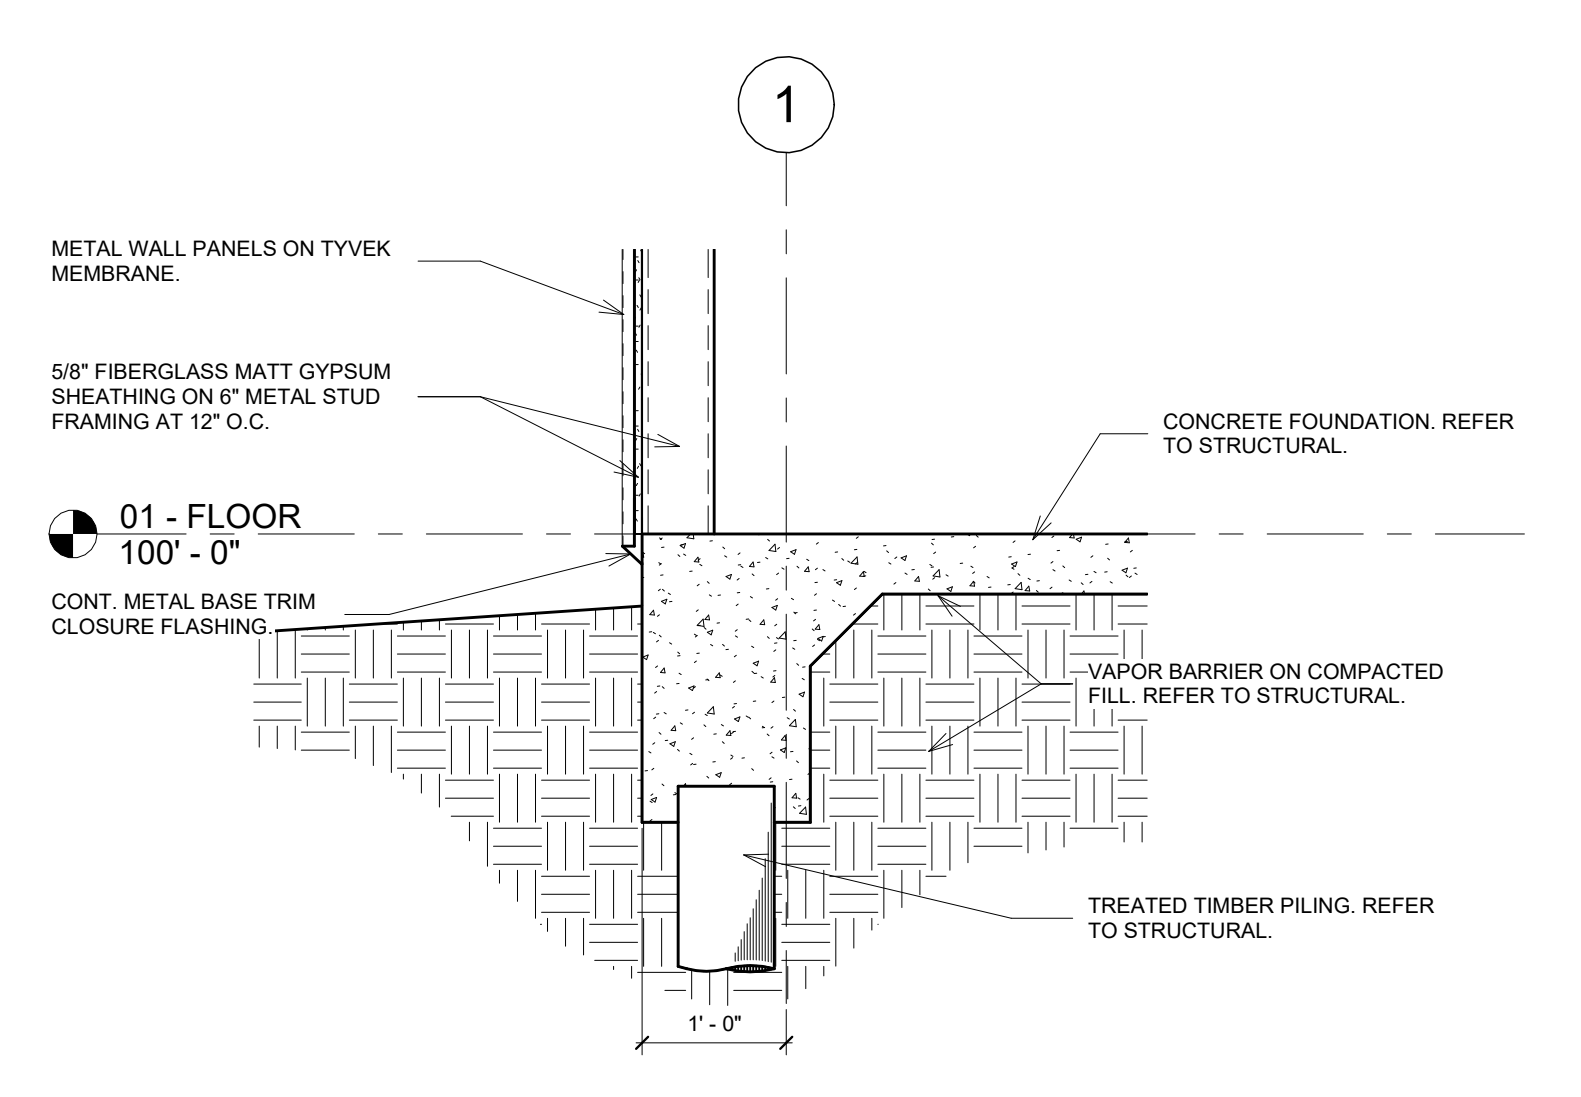 1
METAL WALL PANELS ON TYVEK
MEMBRANE.
5/8" FIBERGLASS MATT GYPSUM
SHEATHING ON 6" METAL STUD
FRAMING AT 12" O.C.
CONCRETE FOUNDATION. REFER
TO STRUCTURAL.
01 - FLOOR
100' - 0"
CONT. METAL BASE TRIM
CLOSURE FLASHING.
VAPOR BARRIER ON COMPACTED
FILL. REFER TO STRUCTURAL.
TREATED TIMBER PILING. REFER
TO STRUCTURAL.
1' - 0"